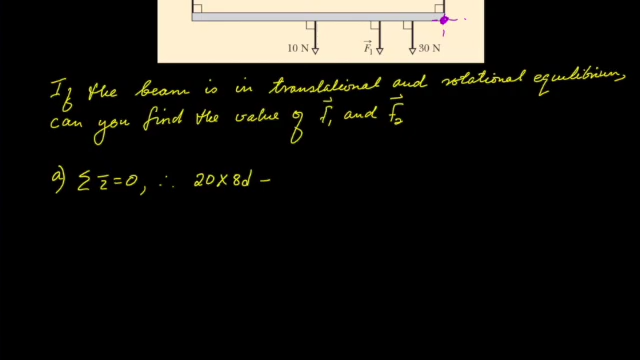 10 N F₁ 30 N
If the beam is in translational and rotational equilibrium,
can you find the value of F₁ and F₂
a) Σ τ = 0, ∴ 20 × 8d −